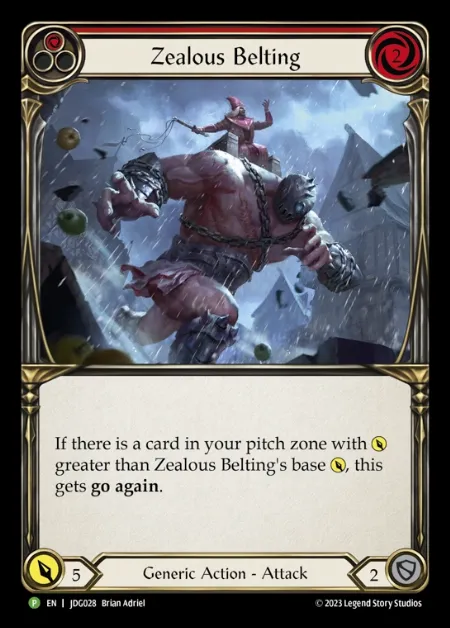 Zealous Belting
2
If there is a card in your pitch zone with
greater than Zealous Belting's base , this
gets go again.
5
Generic Action - Attack
2
P EN | JDG028 Brian Adriel
© 2023 Legend Story Studios